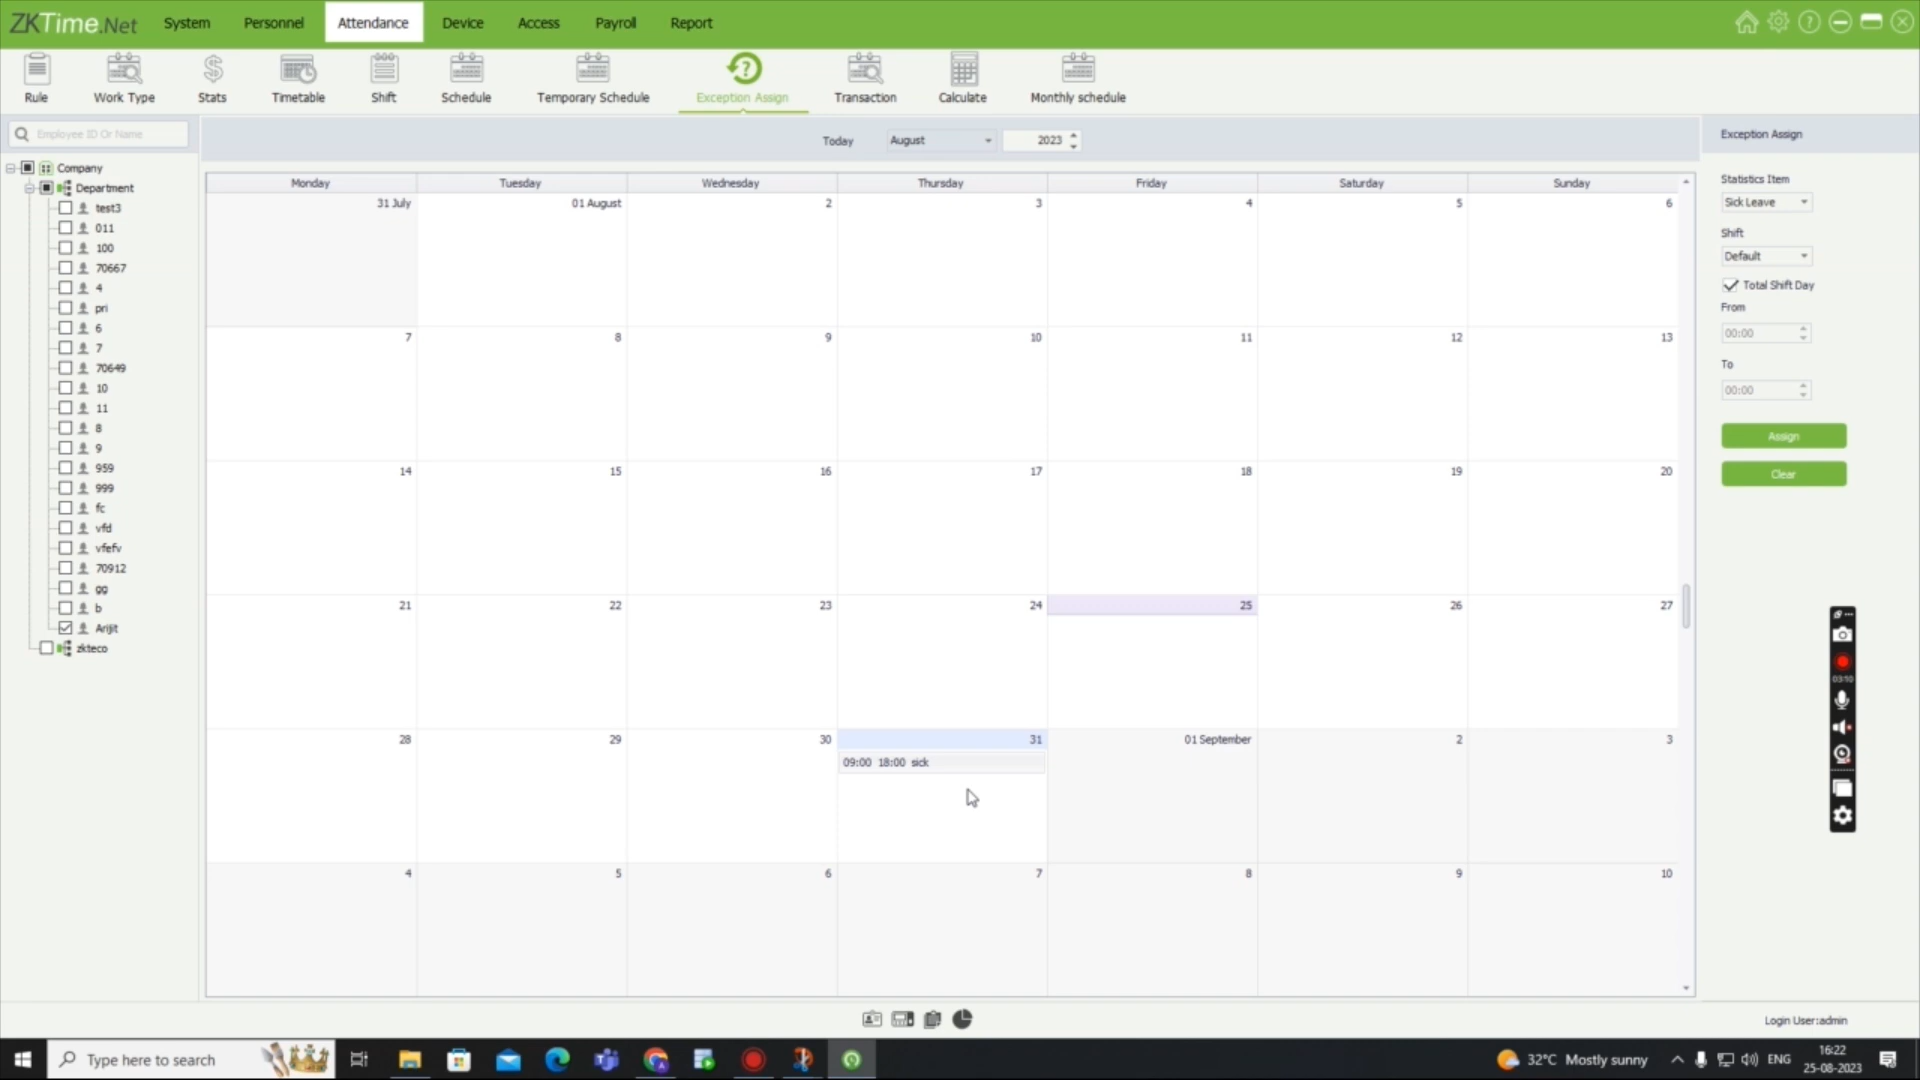 ZKTime.Net System Personnel Attendance Device Access Payroll Report
Rule Work Type Stats Timetable Shift Schedule Temporary Schedule Exception Assign Transaction Calculate Monthly schedule
Employee ID Or Name
Company
Department
test3
011
100
70667
4
pri
6
7
70649
10
11
8
9
959
999
fc
vfd
vfefv
70912
gg
b
Arijit
zkteco
Today August 2023
Monday Tuesday Wednesday Thursday Friday Saturday Sunday
31 July 01 August 2 3 4 5 6
7 8 9 10 11 12 13
14 15 16 17 18 19 20
21 22 23 24 25 26 27
28 29 30 31 01 September 2 3
09:00 18:00 sick
4 5 6 7 8 9 10
Exception Assign
Statistics Item
Sick Leave
Shift
Default
Total Shift Day
From
00:00
To
00:00
Assign
Clear
03:10
Login User:admin
Type here to search
32°C Mostly sunny
ENG
16:22
25-08-2023